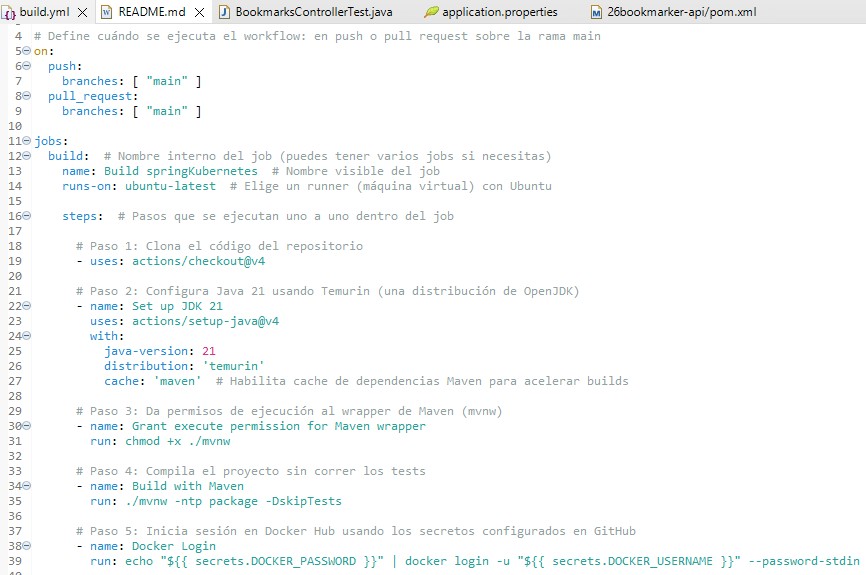 build.yml README.md BookmarksControllerTest.java application.properties 26bookmarker-api/pom.xml
4 # Define cuándo se ejecuta el workflow: en push o pull request sobre la rama main
5 on:
6   push:
7     branches: [ "main" ]
8   pull_request:
9     branches: [ "main" ]
10
11 jobs:
12   build:  # Nombre interno del job (puedes tener varios jobs si necesitas)
13     name: Build springKubernetes  # Nombre visible del job
14     runs-on: ubuntu-latest  # Elige un runner (máquina virtual) con Ubuntu
15
16     steps:  # Pasos que se ejecutan uno a uno dentro del job
17
18       # Paso 1: Clona el código del repositorio
19       - uses: actions/checkout@v4
20
21       # Paso 2: Configura Java 21 usando Temurin (una distribución de OpenJDK)
22       - name: Set up JDK 21
23         uses: actions/setup-java@v4
24         with:
25           java-version: 21
26           distribution: 'temurin'
27           cache: 'maven'  # Habilita cache de dependencias Maven para acelerar builds
28
29       # Paso 3: Da permisos de ejecución al wrapper de Maven (mvnw)
30       - name: Grant execute permission for Maven wrapper
31         run: chmod +x ./mvnw
32
33       # Paso 4: Compila el proyecto sin correr los tests
34       - name: Build with Maven
35         run: ./mvnw -ntp package -DskipTests
36
37       # Paso 5: Inicia sesión en Docker Hub usando los secretos configurados en GitHub
38       - name: Docker Login
39         run: echo "${{ secrets.DOCKER_PASSWORD }}" | docker login -u "${{ secrets.DOCKER_USERNAME }}" --password-stdin